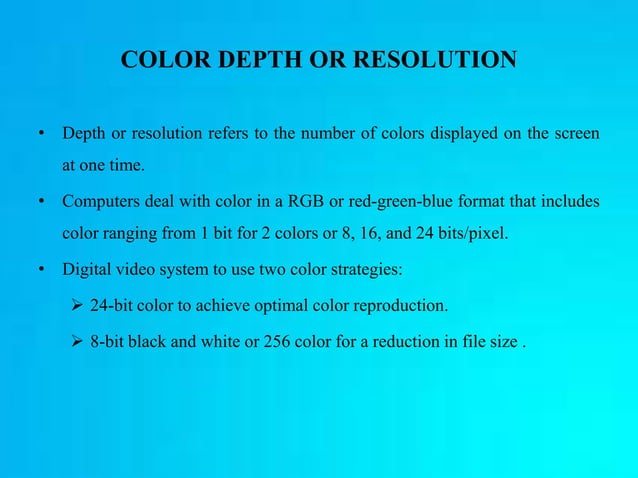 COLOR DEPTH OR RESOLUTION
• Depth or resolution refers to the number of colors displayed on the screen
at one time.
• Computers deal with color in a RGB or red-green-blue format that includes
color ranging from 1 bit for 2 colors or 8, 16, and 24 bits/pixel.
• Digital video system to use two color strategies:
➢ 24-bit color to achieve optimal color reproduction.
➢ 8-bit black and white or 256 color for a reduction in file size .